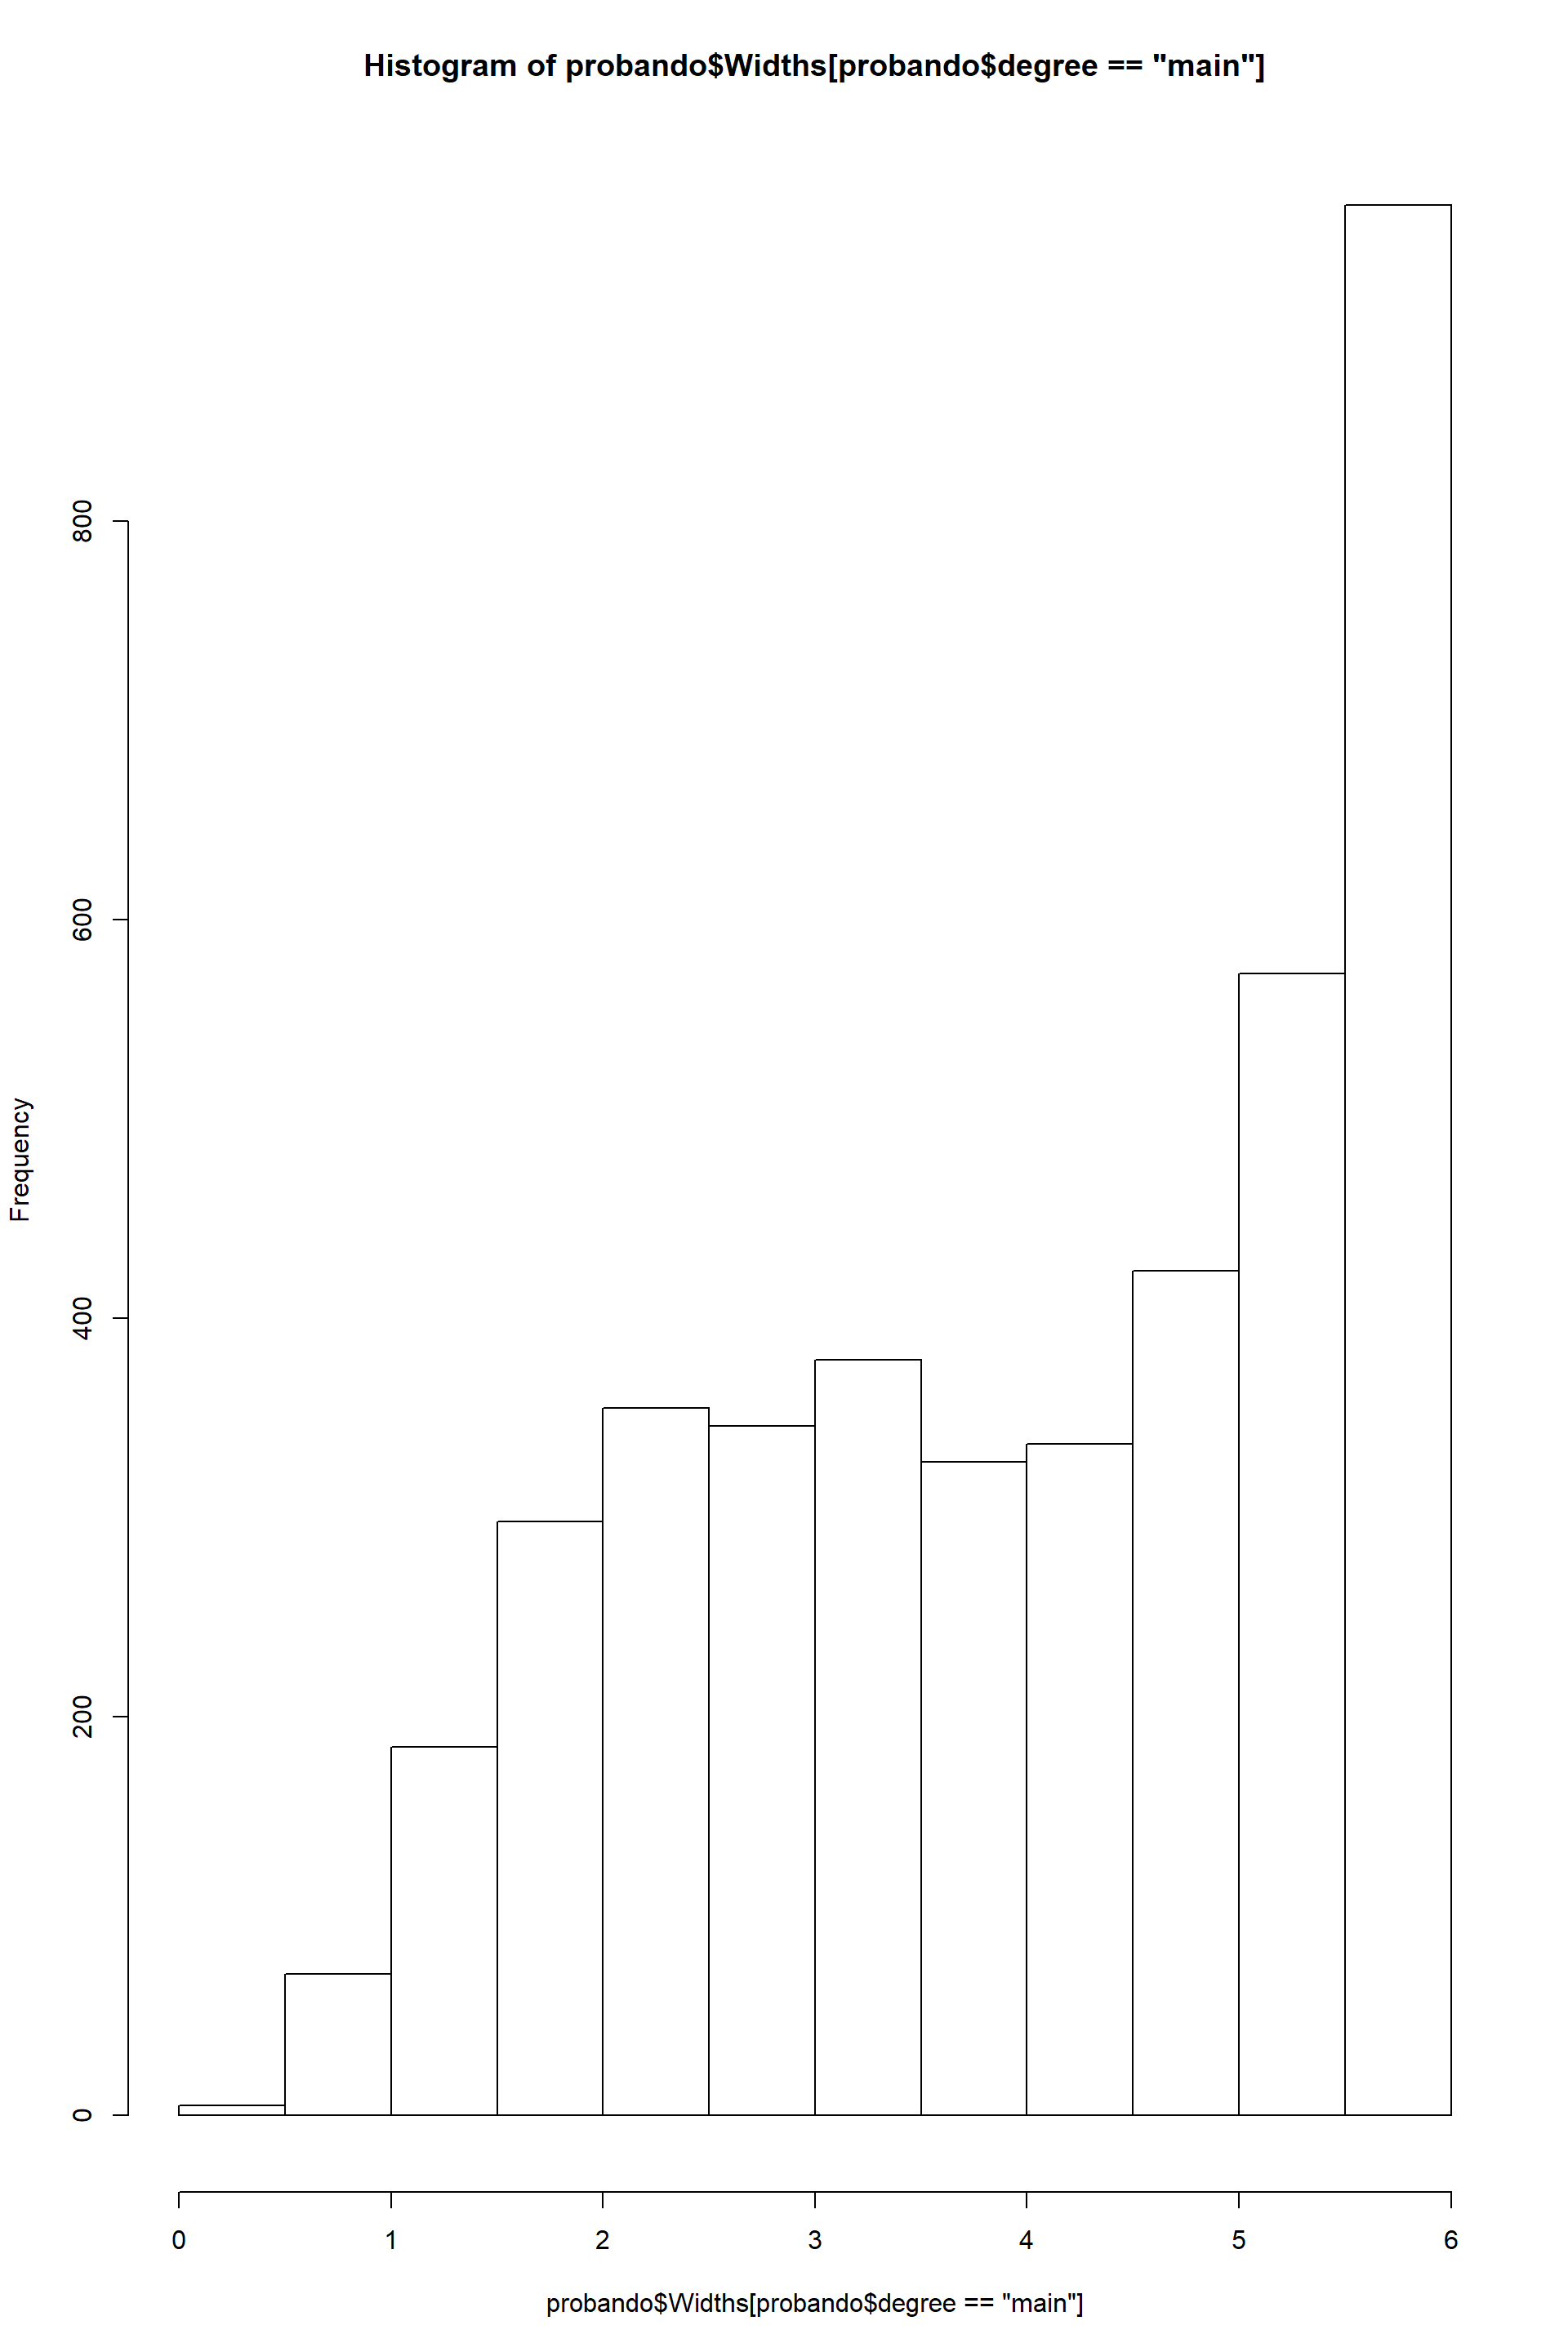 Histogram of probando$Widths[probando$degree == "main"]
Frequency
800
600
400
200
0
0 1 2 3 4 5 6
probando$Widths[probando$degree == "main"]